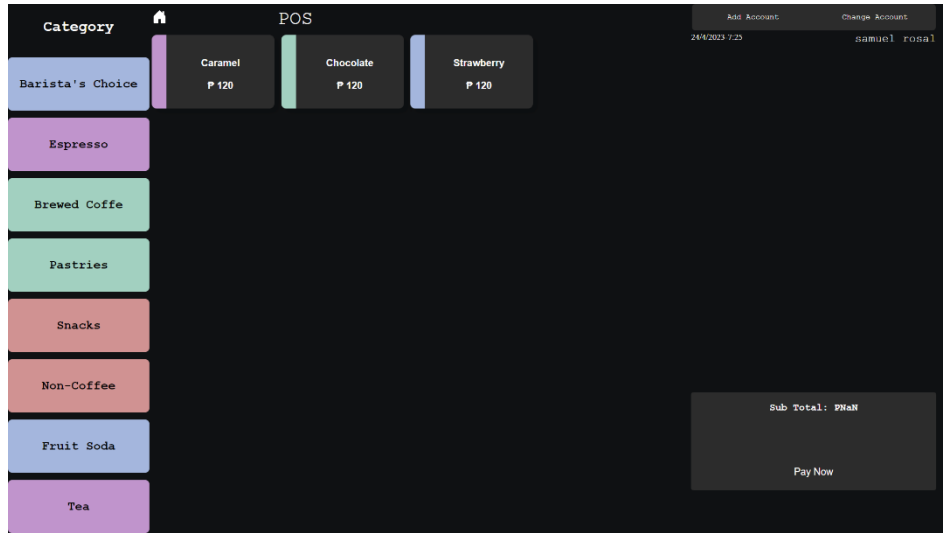 Category
POS
Add Account
Change Account
24/4/2023-7:25
samuel rosal
Caramel
₱ 120
Chocolate
₱ 120
Strawberry
₱ 120
Barista's Choice
Espresso
Brewed Coffe
Pastries
Snacks
Non-Coffee
Fruit Soda
Tea
Sub Total: ₱NaN
Pay Now